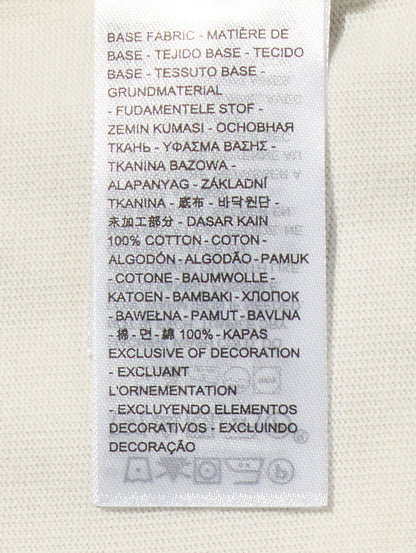 BASE FABRIC - MATIÈRE DE
BASE - TEJIDO BASE - TECIDO
BASE - TESSUTO BASE -
GRUNDMATERIAL
- FUDAMENTELE STOF -
ZEMIN KUMASI - ОСНОВНАЯ
ТКАНЬ - ΥΦΑΣΜΑ ΒΑΣΗΣ -
TKANINA BAZOWA -
ALAPANYAG - ZÁKLADNÍ
TKANINA - 底布 - 바닥원단 -
未加工部分 - DASAR KAIN
100% COTTON - COTON -
ALGODÓN - ALGODÃO - PAMUK
- COTONE - BAUMWOLLE -
KATOEN - BAMBAKI - ХЛОПОК
- BAWEŁNA - PAMUT - BAVLNA
- 棉 - 면 - 綿 100% - KAPAS
EXCLUSIVE OF DECORATION
- EXCLUANT
L'ORNEMENTATION
- EXCLUYENDO ELEMENTOS
DECORATIVOS - EXCLUINDO
DECORAÇÃO